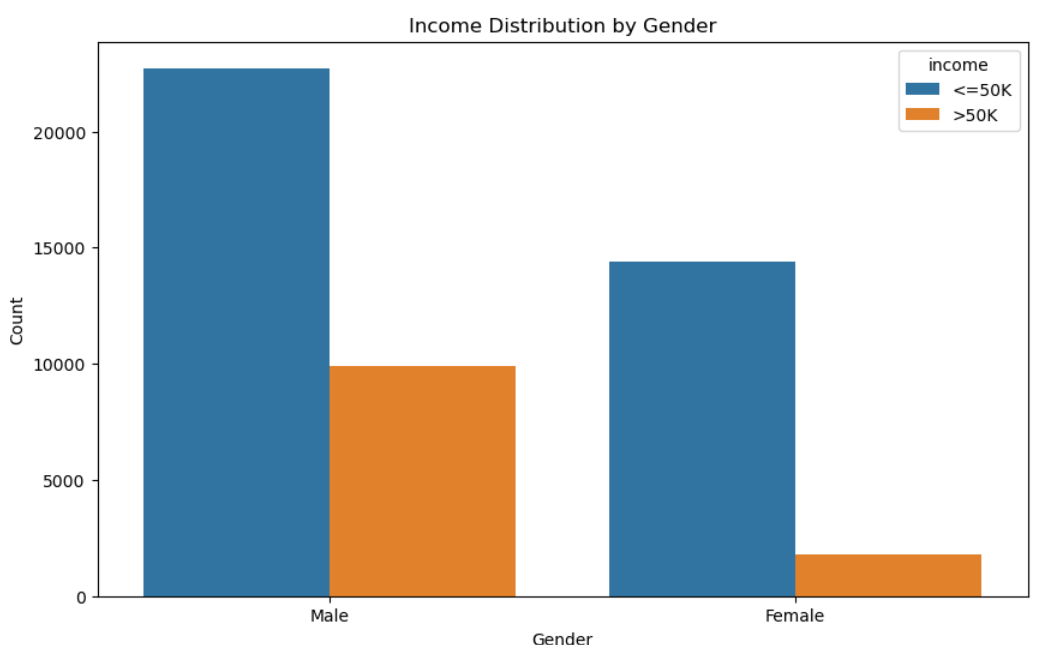 Income Distribution by Gender
income
<=50K
>50K
20000
15000
10000
5000
0
Count
Male
Female
Gender